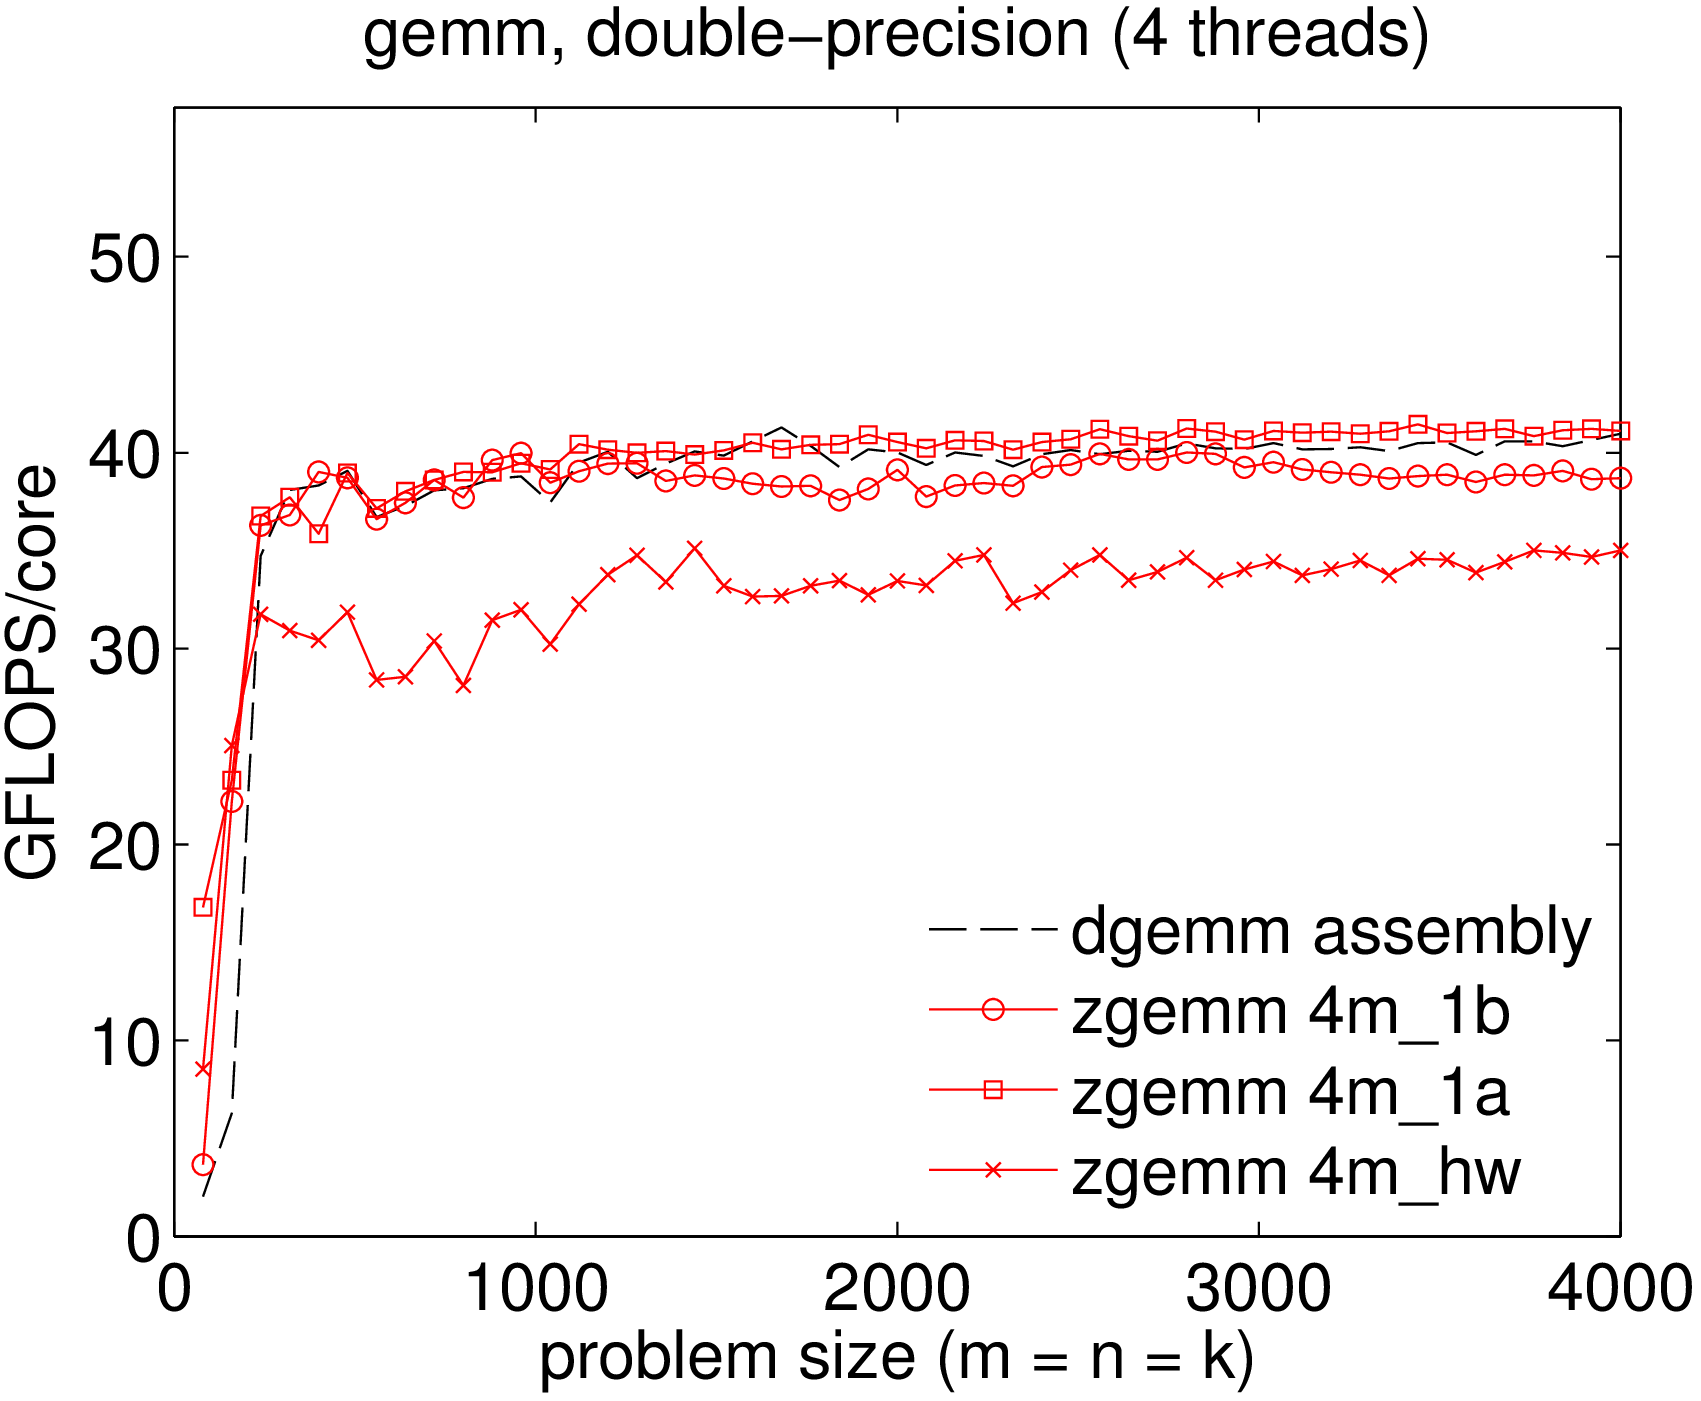 gemm, double−precision (4 threads)
GFLOPS/core
50
40
30
20
10
0
dgemm assembly
zgemm 4m_1b
zgemm 4m_1a
zgemm 4m_hw
0 1000 2000 3000 4000
problem size (m = n = k)